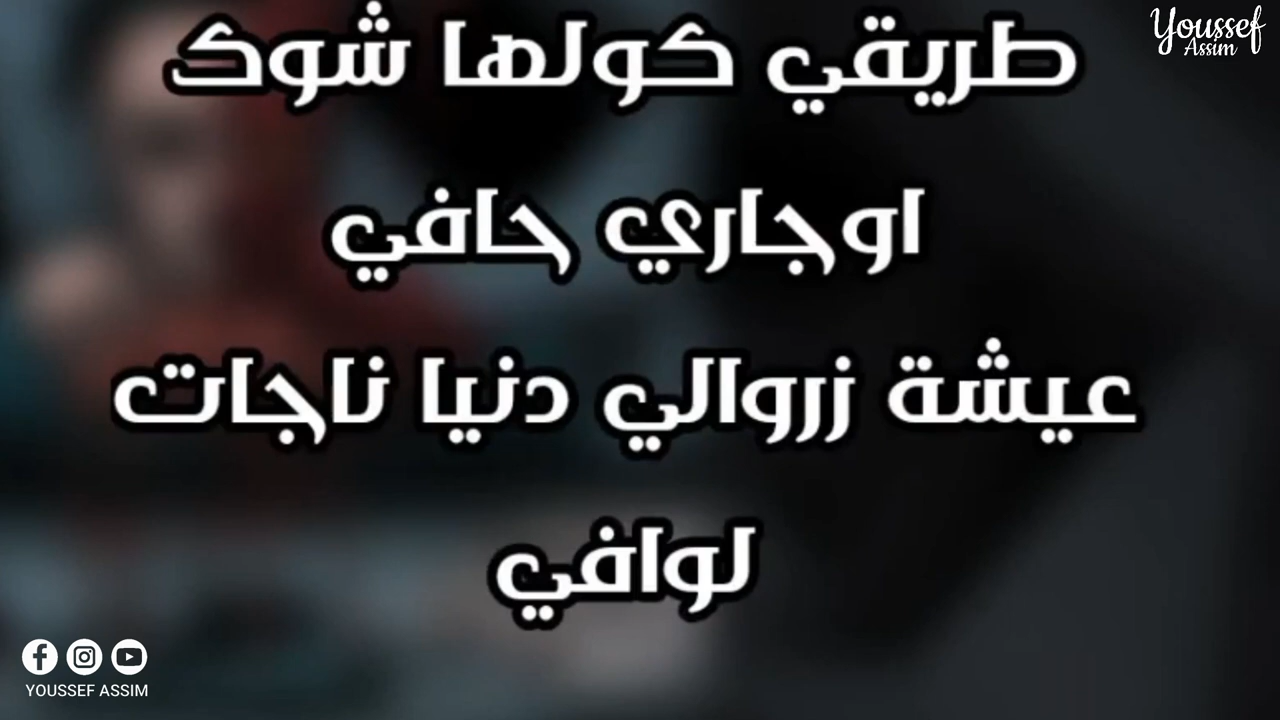 Youssef
Assim
طريقي كولها شوك
اوجاري حافي
عيشة زروالي دنيا ناجات
لوافي
YOUSSEF ASSIM